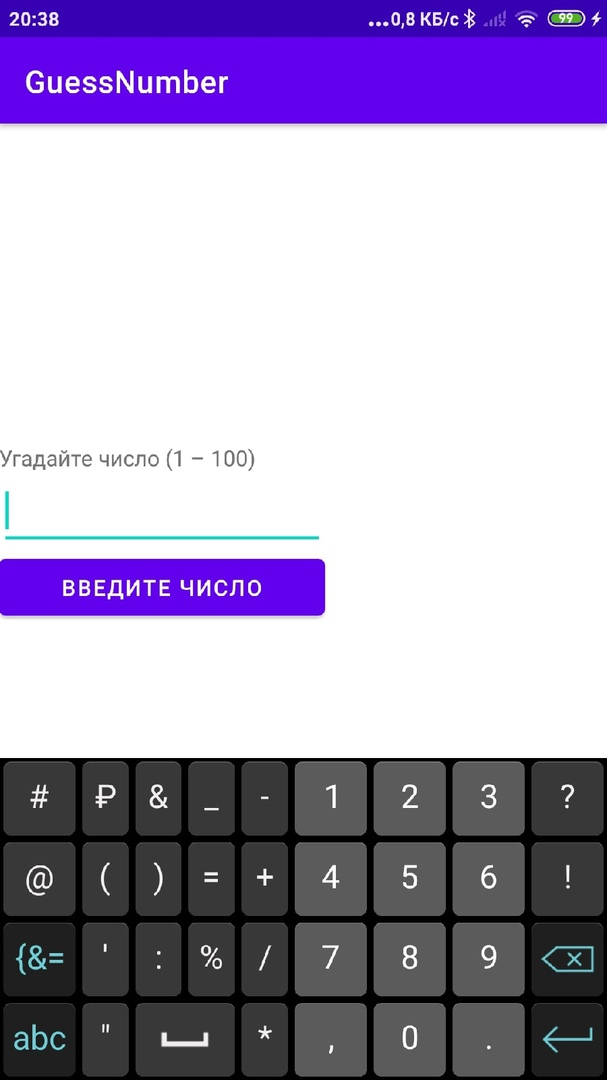 20:38 ...0,8 КБ/с 99
GuessNumber
Угадайте число (1 – 100)
ВВЕДИТЕ ЧИСЛО
# ₽ & _ - 1 2 3 ?
@ ( ) = + 4 5 6 !
{&= ' : % / 7 8 9
abc " * , 0 .